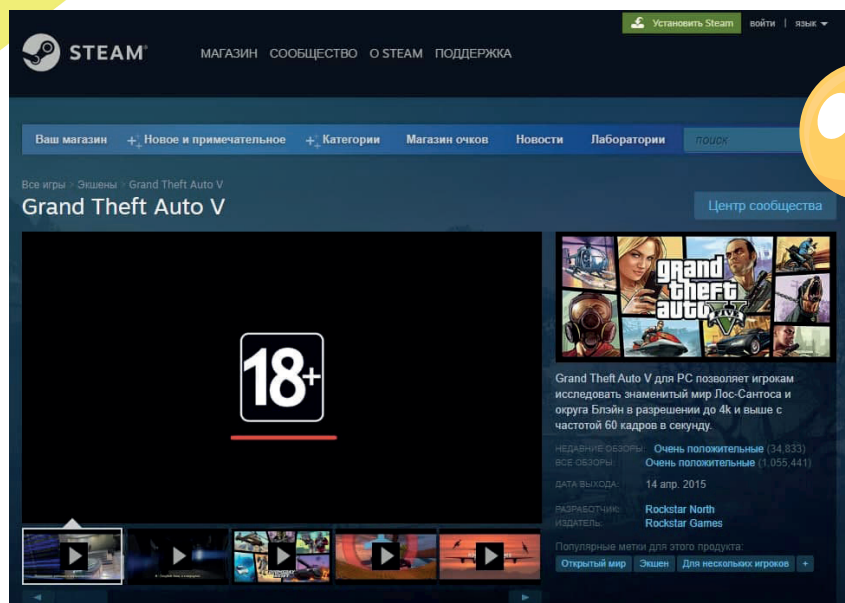 Установить Steam войти | язык
STEAM МАГАЗИН СООБЩЕСТВО О STEAM ПОДДЕРЖКА
Ваш магазин Новое и примечательное Категории Магазин очков Новости Лаборатории поиск
Все игры > Экшены > Grand Theft Auto V
Grand Theft Auto V
Центр сообщества
18+
grand
theft
auto
V
FIVE
Grand Theft Auto V для PC позволяет игрокам
исследовать знаменитый мир Лос-Сантоса и
округа Блэйн в разрешении до 4k и выше с
частотой 60 кадров в секунду.
НЕДАВНИЕ ОБЗОРЫ: Очень положительные (34,833)
ВСЕ ОБЗОРЫ: Очень положительные (1,055,441)
ДАТА ВЫХОДА: 14 апр. 2015
РАЗРАБОТЧИК: Rockstar North
ИЗДАТЕЛЬ: Rockstar Games
Популярные метки для этого продукта:
Открытый мир Экшен Для нескольких игроков +